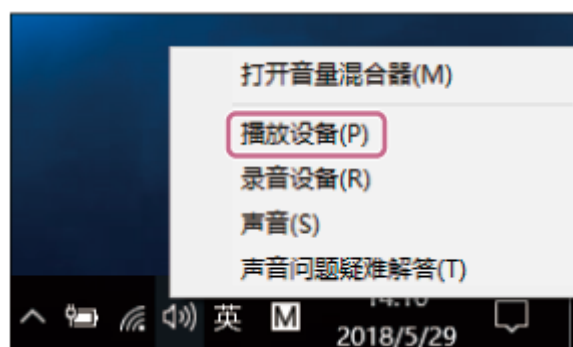 打开音量混合器(M)
播放设备(P)
录音设备(R)
声音(S)
声音问题疑难解答(T)
英 M
2018/5/29